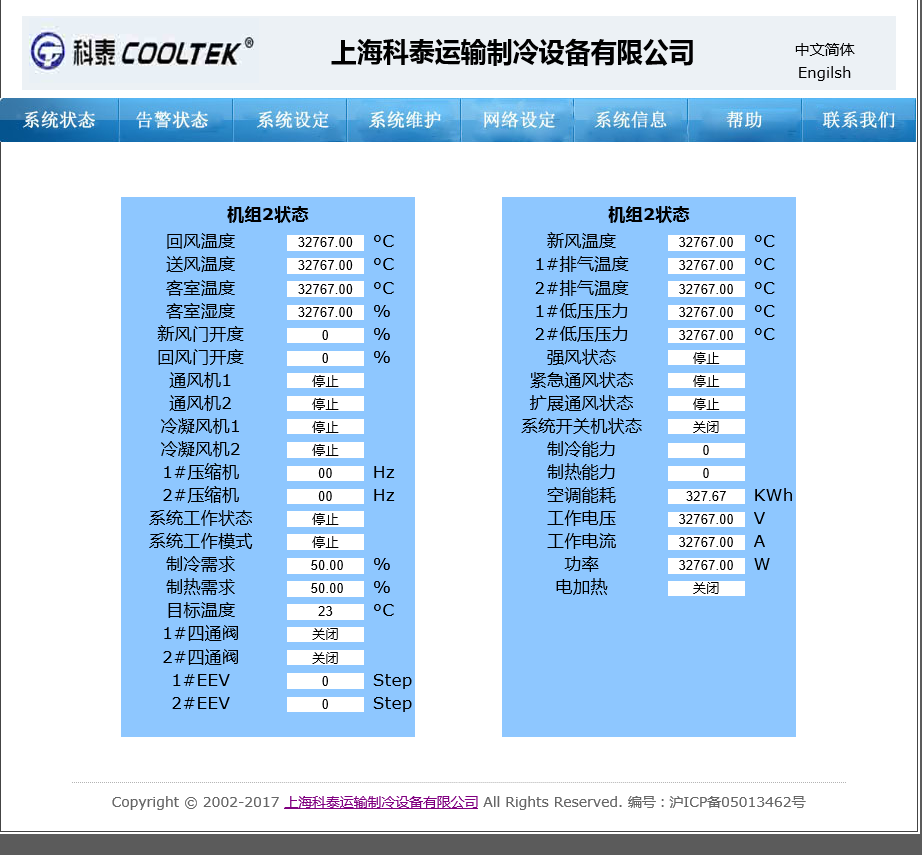 科泰 COOLTEK®
上海科泰运输制冷设备有限公司
中文简体
Engilsh
系统状态 告警状态 系统设定 系统维护 网络设定 系统信息 帮助 联系我们
机组2状态
回风温度 32767.00 ºC
送风温度 32767.00 ºC
客室温度 32767.00 ºC
客室湿度 32767.00 %
新风门开度 0 %
回风门开度 0 %
通风机1 停止
通风机2 停止
冷凝风机1 停止
冷凝风机2 停止
1#压缩机 00 Hz
2#压缩机 00 Hz
系统工作状态 停止
系统工作模式 停止
制冷需求 50.00 %
制热需求 50.00 %
目标温度 23 ºC
1#四通阀 关闭
2#四通阀 关闭
1#EEV 0 Step
2#EEV 0 Step
机组2状态
新风温度 32767.00 ºC
1#排气温度 32767.00 ºC
2#排气温度 32767.00 ºC
1#低压压力 32767.00 ºC
2#低压压力 32767.00 ºC
强风状态 停止
紧急通风状态 停止
扩展通风状态 停止
系统开关机状态 关闭
制冷能力 0
制热能力 0
空调能耗 327.67 KWh
工作电压 32767.00 V
工作电流 32767.00 A
功率 32767.00 W
电加热 关闭
Copyright © 2002-2017 上海科泰运输制冷设备有限公司 All Rights Reserved. 编号：沪ICP备05013462号